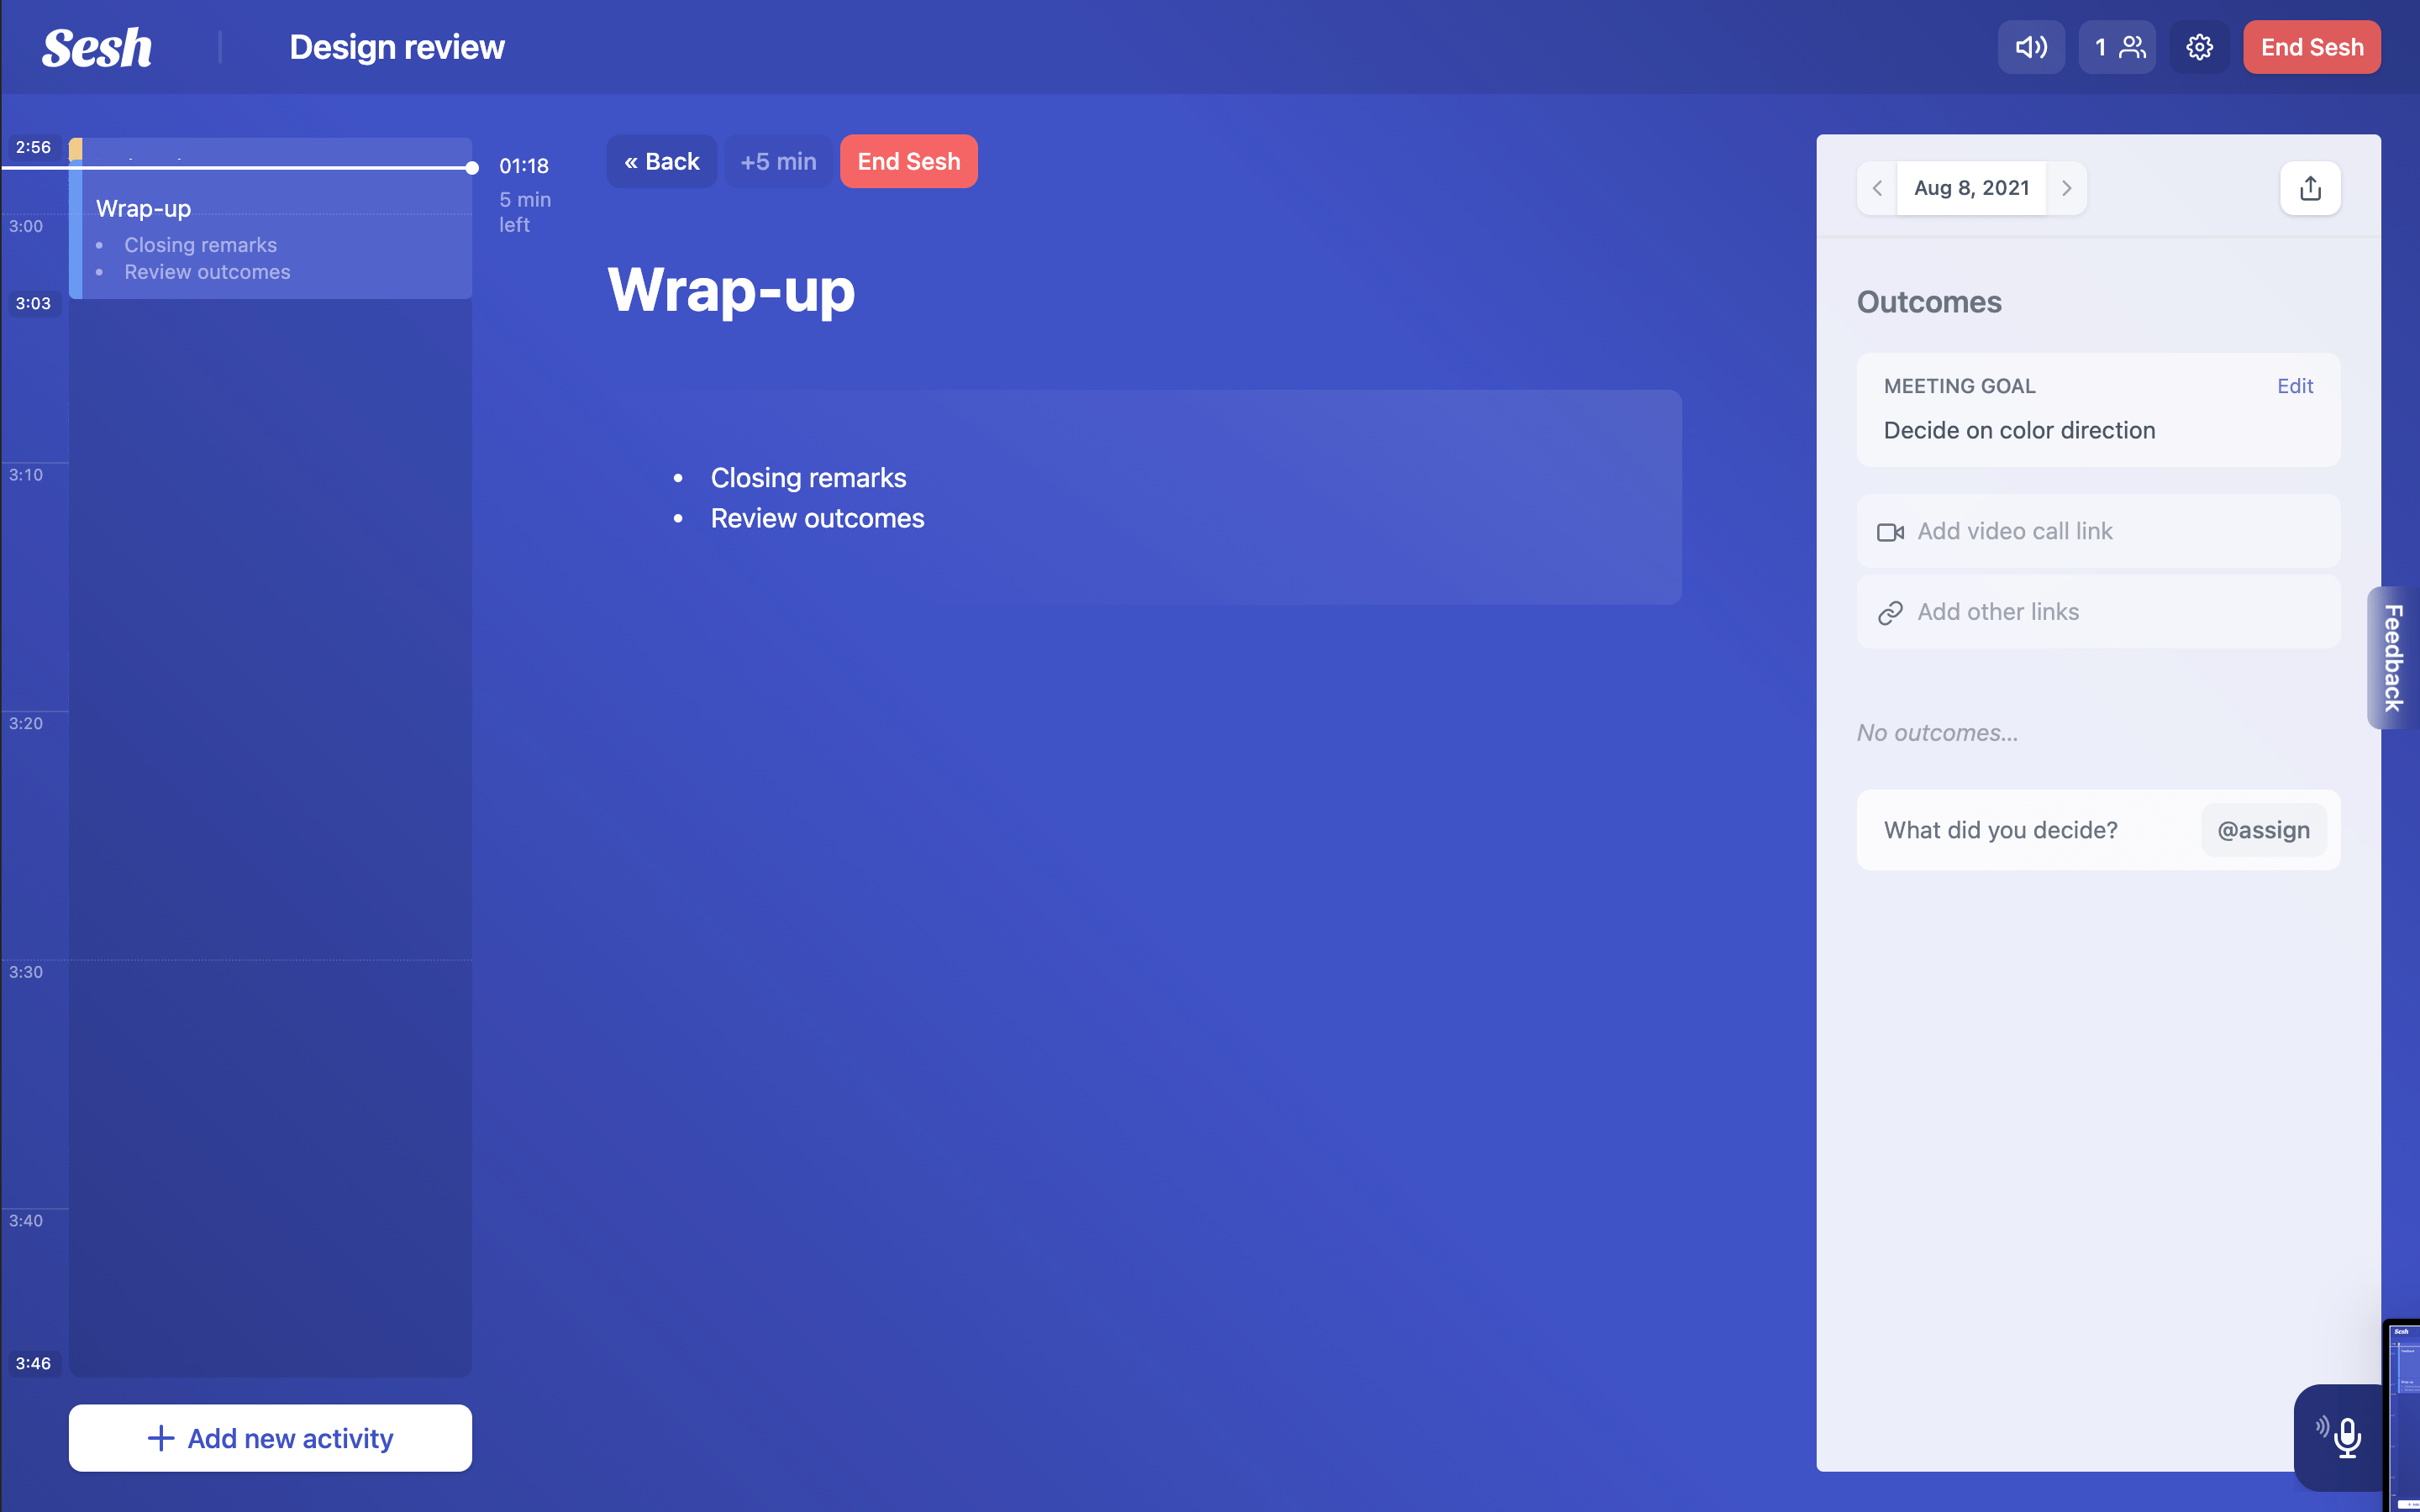 Sesh
Design review
1
End Sesh
2:56
3:00
3:03
3:10
3:20
3:30
3:40
3:46
Wrap-up
• Closing remarks
• Review outcomes
01:18
5 min
left
+ Add new activity
« Back
+5 min
End Sesh
Wrap-up
• Closing remarks
• Review outcomes
Aug 8, 2021
Outcomes
MEETING GOAL
Edit
Decide on color direction
Add video call link
Add other links
No outcomes...
What did you decide?
@assign
Feedback
Sesh